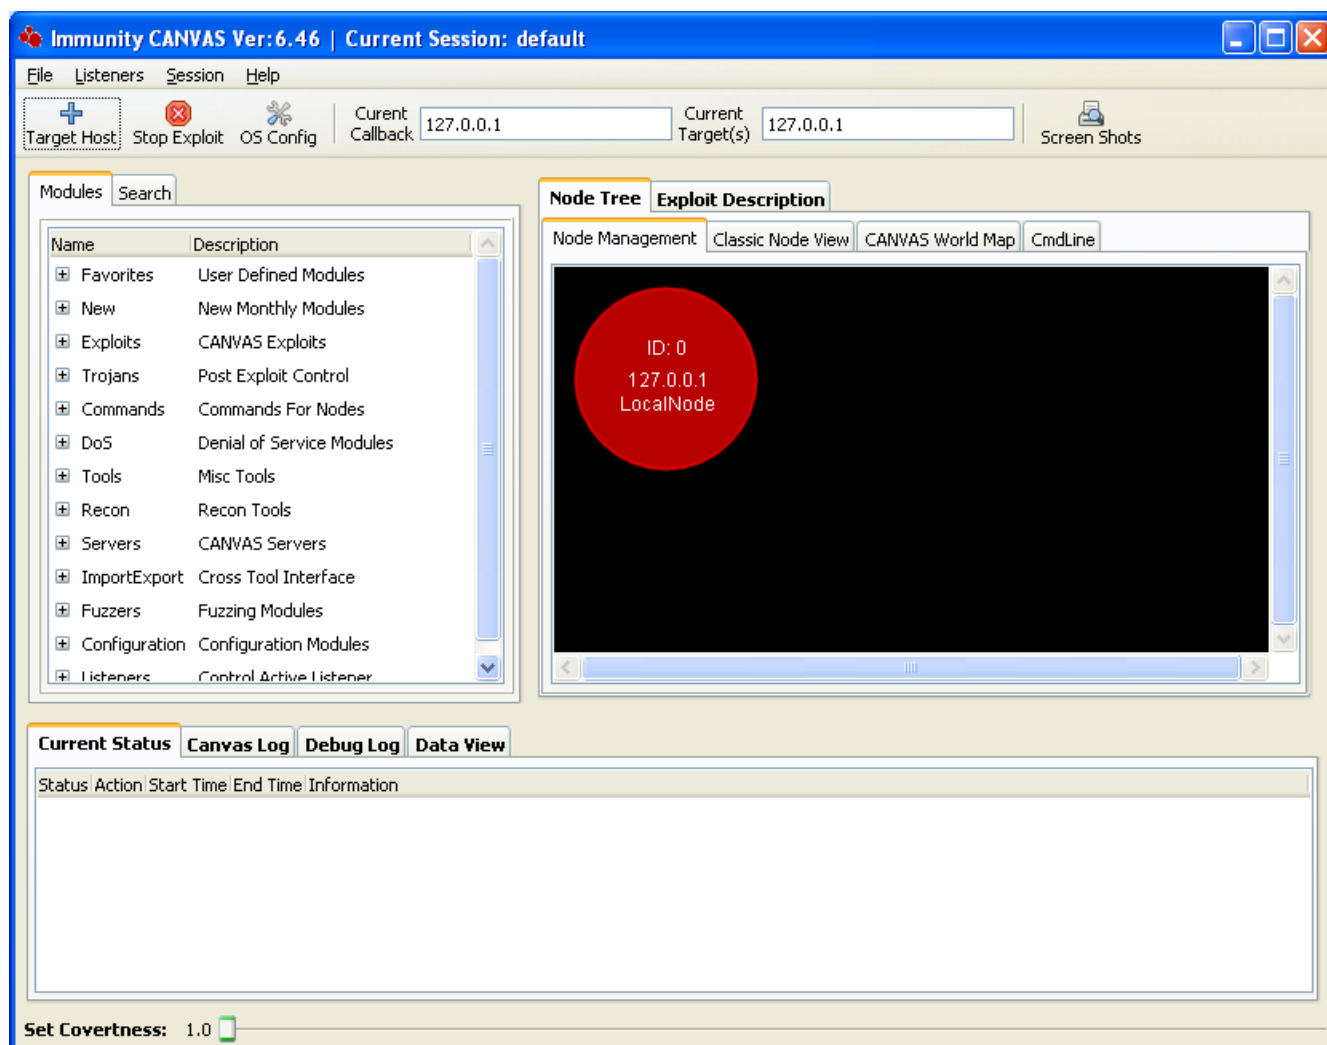 Immunity CANVAS Ver:6.46 | Current Session: default
File Listeners Session Help
Target Host Stop Exploit OS Config Curent Callback 127.0.0.1 Current Target(s) 127.0.0.1 Screen Shots
Modules Search
Name Description
Favorites User Defined Modules
New New Monthly Modules
Exploits CANVAS Exploits
Trojans Post Exploit Control
Commands Commands For Nodes
DoS Denial of Service Modules
Tools Misc Tools
Recon Recon Tools
Servers CANVAS Servers
ImportExport Cross Tool Interface
Fuzzers Fuzzing Modules
Configuration Configuration Modules
Listeners Control Active Listener
Node Tree Exploit Description
Node Management Classic Node View CANVAS World Map CmdLine
ID: 0
127.0.0.1
LocalNode
Current Status Canvas Log Debug Log Data View
Status Action Start Time End Time Information
Set Covertness: 1.0